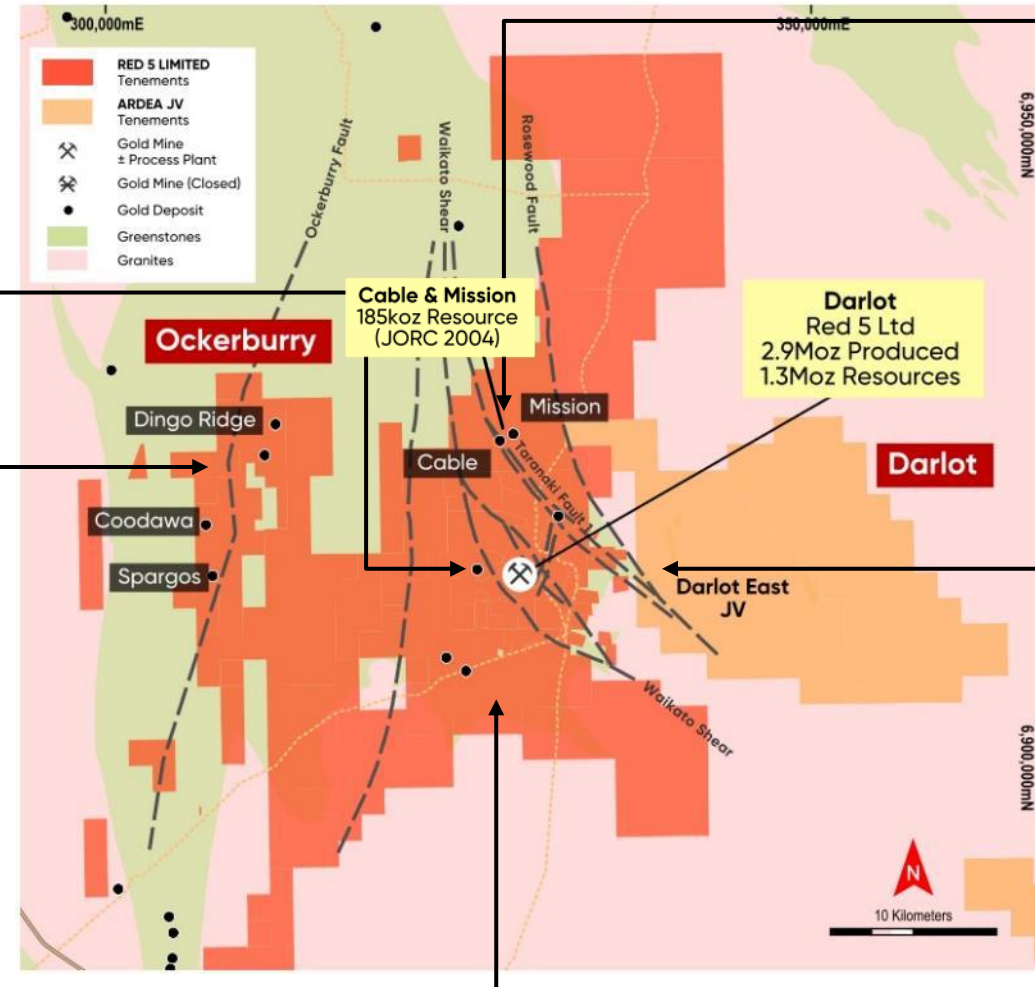 300,000mE
350,000mE
6,950,000mN
6,900,000mN
RED 5 LIMITED
Tenements
ARDEA JV
Tenements
Gold Mine
± Process Plant
Gold Mine (Closed)
Gold Deposit
Greenstones
Granites
Ockerburry Fault
Waikato Shear
Rosewood Fault
Ockerburry
Cable & Mission
185koz Resource
(JORC 2004)
Darlot
Red 5 Ltd
2.9Moz Produced
1.3Moz Resources
Dingo Ridge
Mission
Cable
Taranaki Fault
Darlot
Coodawa
Spargos
Darlot East
JV
Waikato Shear
N
10 Kilometers